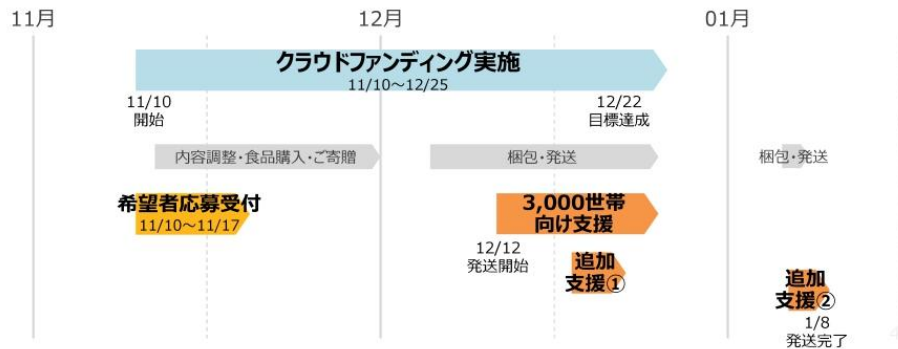 11月
12月
01月
クラウドファンディング実施
11/10～12/25
11/10
開始
12/22
目標達成
内容調整・食品購入・ご寄贈
梱包・発送
梱包・発送
希望者応募受付
11/10～11/17
3,000世帯
向け支援
12/12
発送開始
追加
支援①
追加
支援②
1/8
発送完了
4